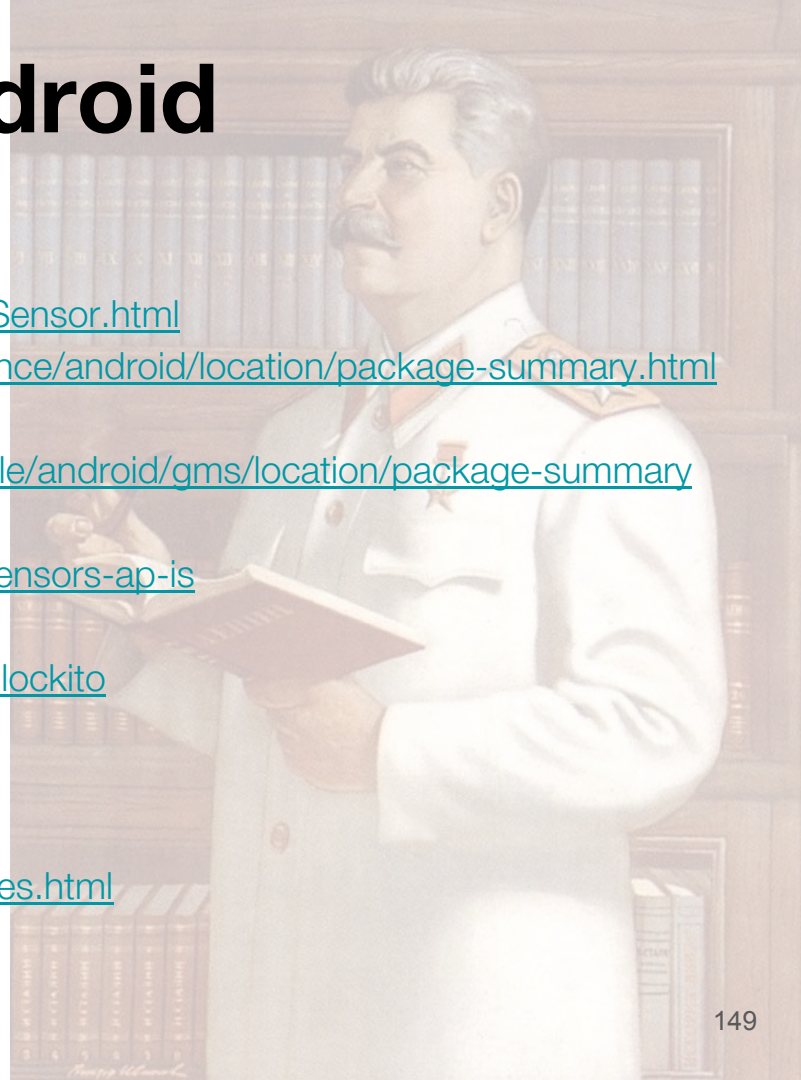 droid
Sensor.html
nce/android/location/package-summary.html
le/android/gms/location/package-summary
ensors-ap-is
lockito
es.html
149